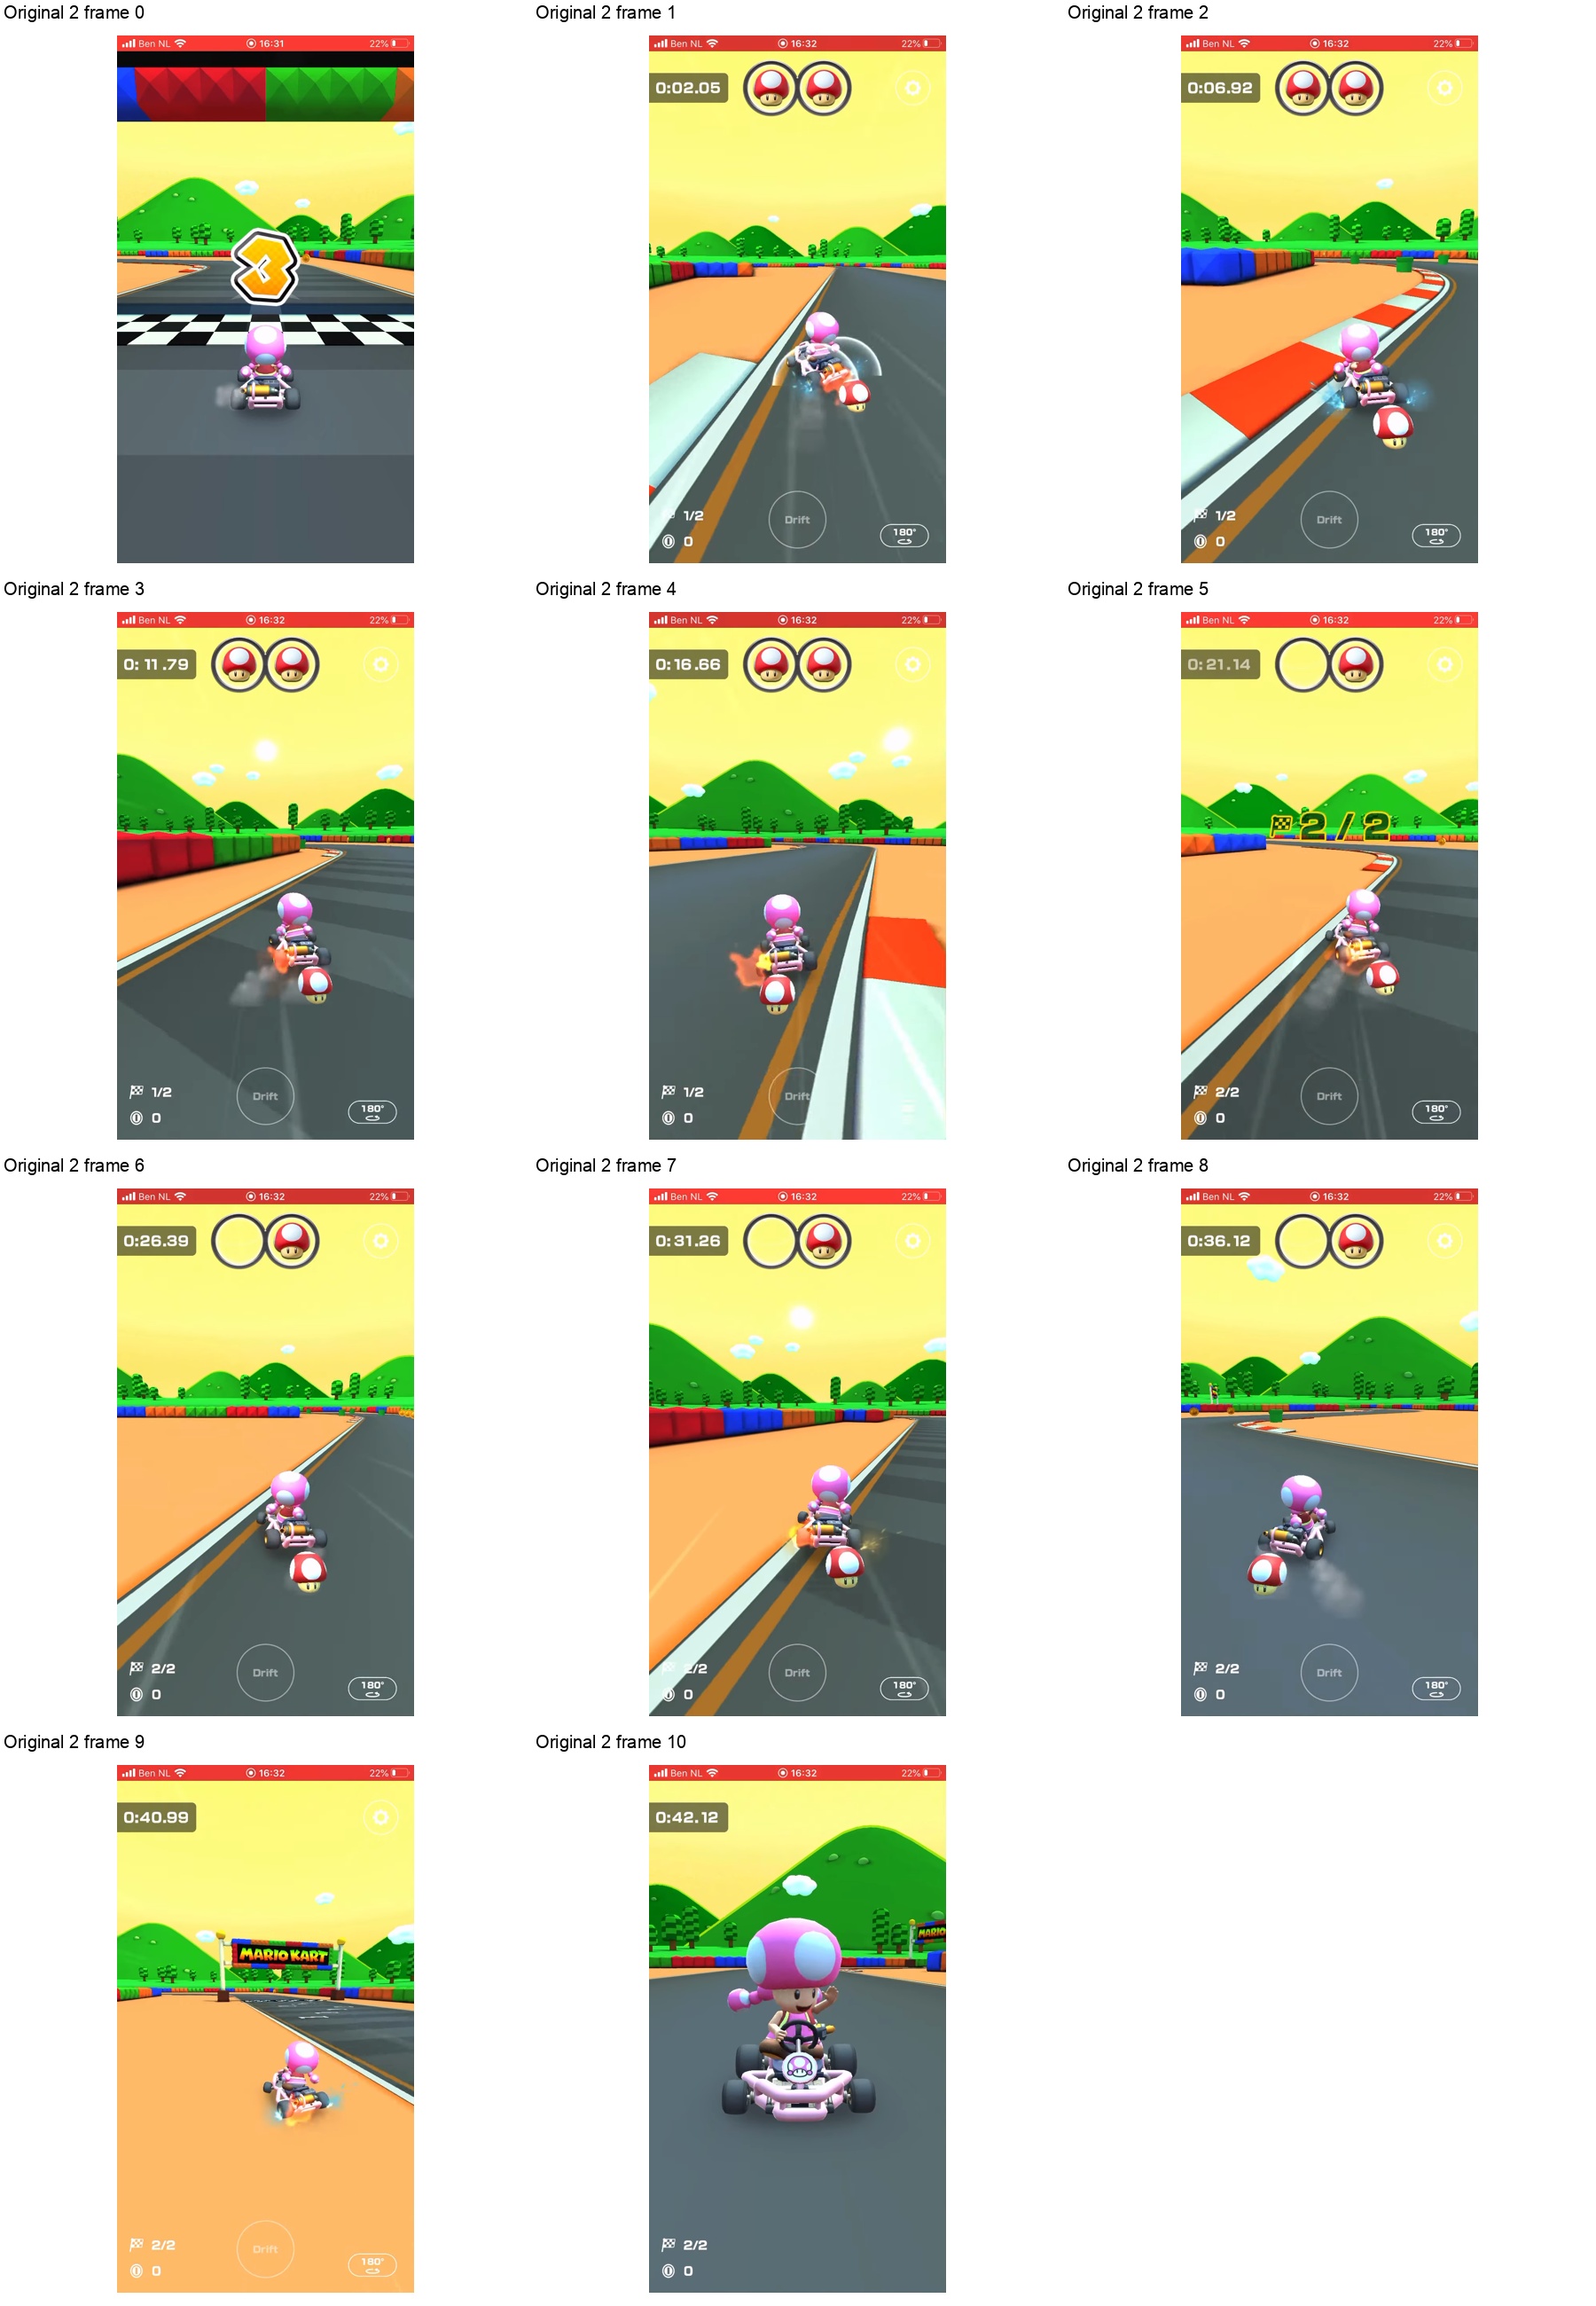 Original 2 frame 0
Original 2 frame 1
Original 2 frame 2
Ben NL 16:31 22%
Ben NL 16:32 22%
Ben NL 16:32 22%
0:02.05
0:06.92
3
1/2
Drift
180°
0
1/2
Drift
180°
0
Original 2 frame 3
Original 2 frame 4
Original 2 frame 5
Ben NL 16:32 22%
Ben NL 16:32 22%
Ben NL 16:32 22%
0:11.79
0:16.66
0:21.14
2/2
1/2
Drift
180°
0
1/2
Drift
0
2/2
Drift
180°
0
Original 2 frame 6
Original 2 frame 7
Original 2 frame 8
Ben NL 16:32 22%
Ben NL 16:32 22%
Ben NL 16:32 22%
0:26.39
0:31.26
0:36.12
2/2
Drift
180°
0
2/2
Drift
180°
0
2/2
Drift
180°
0
Original 2 frame 9
Original 2 frame 10
Ben NL 16:32 22%
Ben NL 16:32 22%
0:40.99
0:42.12
MARIO KART
MARIO
2/2
Drift
180°
0
2/2
0